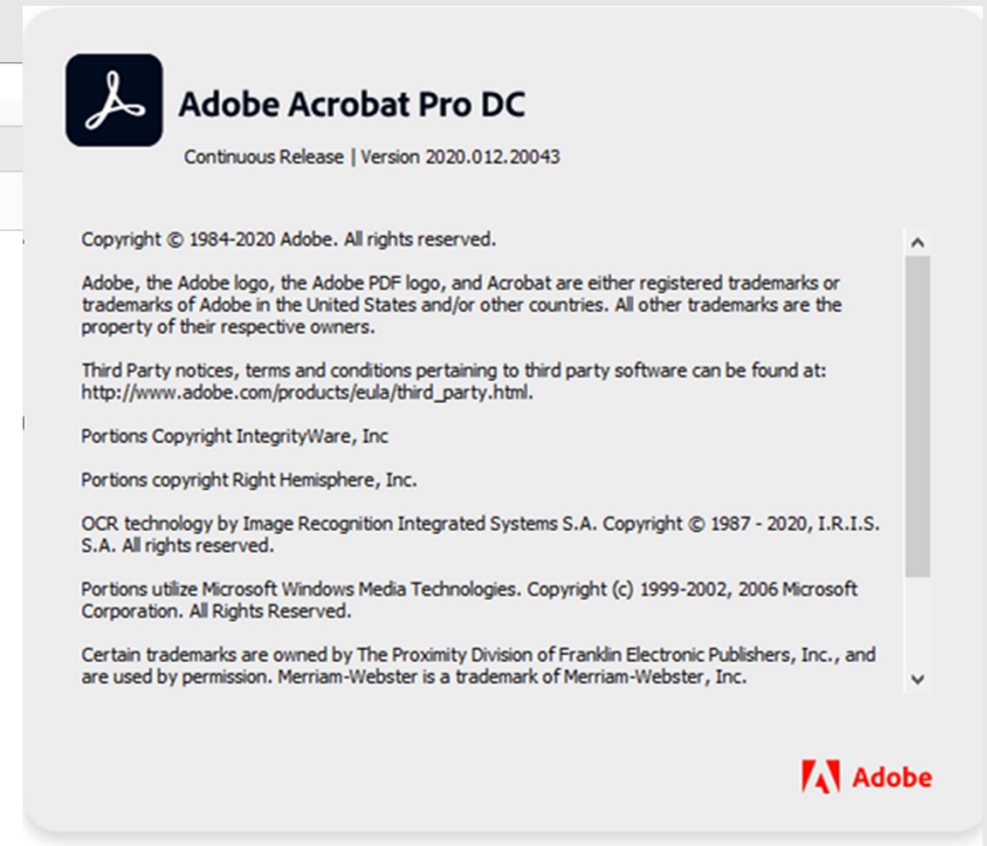 Adobe Acrobat Pro DC
Continuous Release | Version 2020.012.20043
Copyright © 1984-2020 Adobe. All rights reserved.
Adobe, the Adobe logo, the Adobe PDF logo, and Acrobat are either registered trademarks or
trademarks of Adobe in the United States and/or other countries. All other trademarks are the
property of their respective owners.
Third Party notices, terms and conditions pertaining to third party software can be found at:
http://www.adobe.com/products/eula/third_party.html.
Portions Copyright IntegrityWare, Inc
Portions copyright Right Hemisphere, Inc.
OCR technology by Image Recognition Integrated Systems S.A. Copyright © 1987 - 2020, I.R.I.S.
S.A. All rights reserved.
Portions utilize Microsoft Windows Media Technologies. Copyright (c) 1999-2002, 2006 Microsoft
Corporation. All Rights Reserved.
Certain trademarks are owned by The Proximity Division of Franklin Electronic Publishers, Inc., and
are used by permission. Merriam-Webster is a trademark of Merriam-Webster, Inc.
Adobe